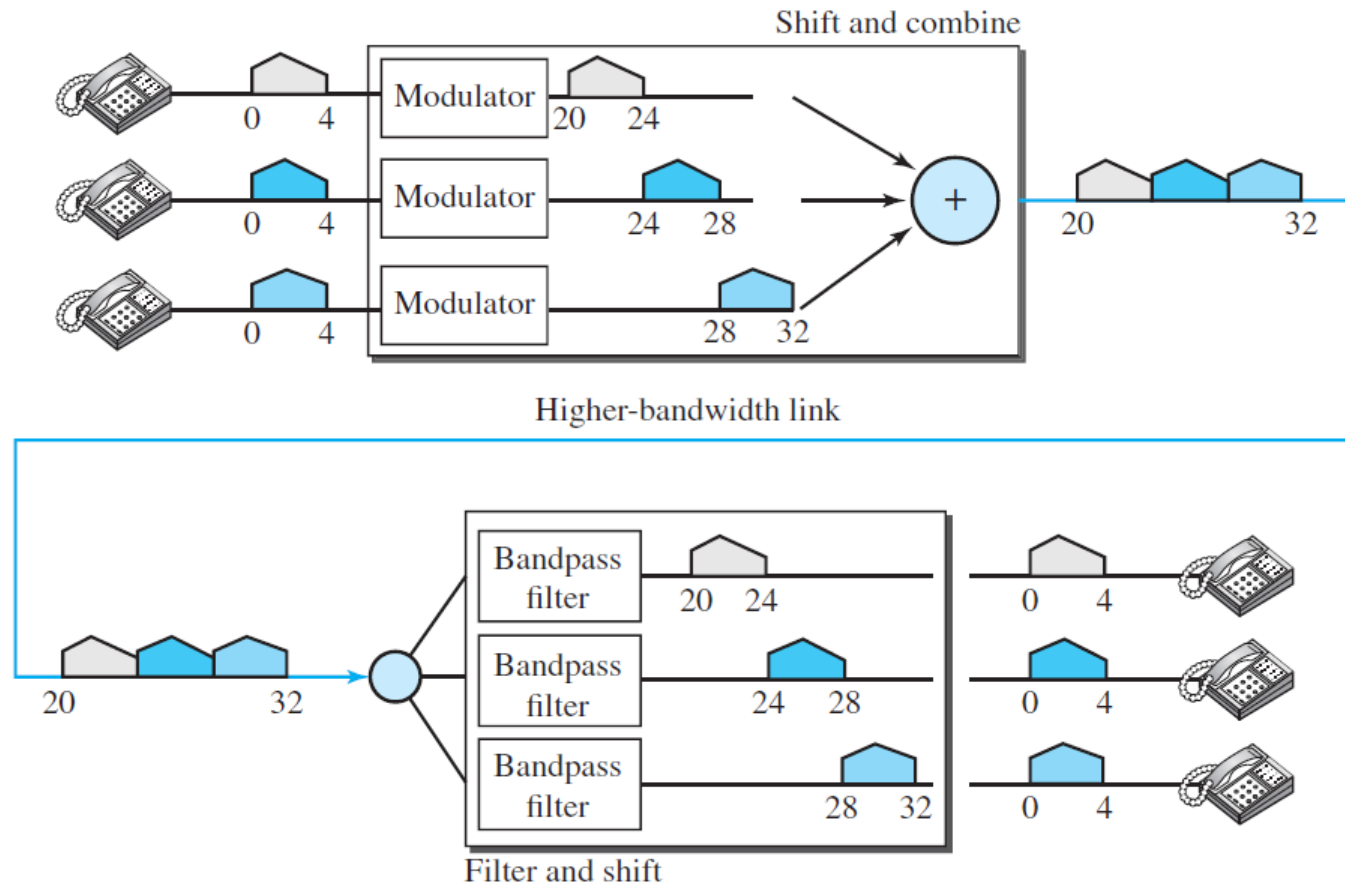 Shift and combine
Modulator
0 4
20 24
Modulator
0 4
24 28
+
20 32
Modulator
0 4
28 32
Higher-bandwidth link
Bandpass
filter
20 24
0 4
20 32
Bandpass
filter
24 28
0 4
Bandpass
filter
28 32
0 4
Filter and shift